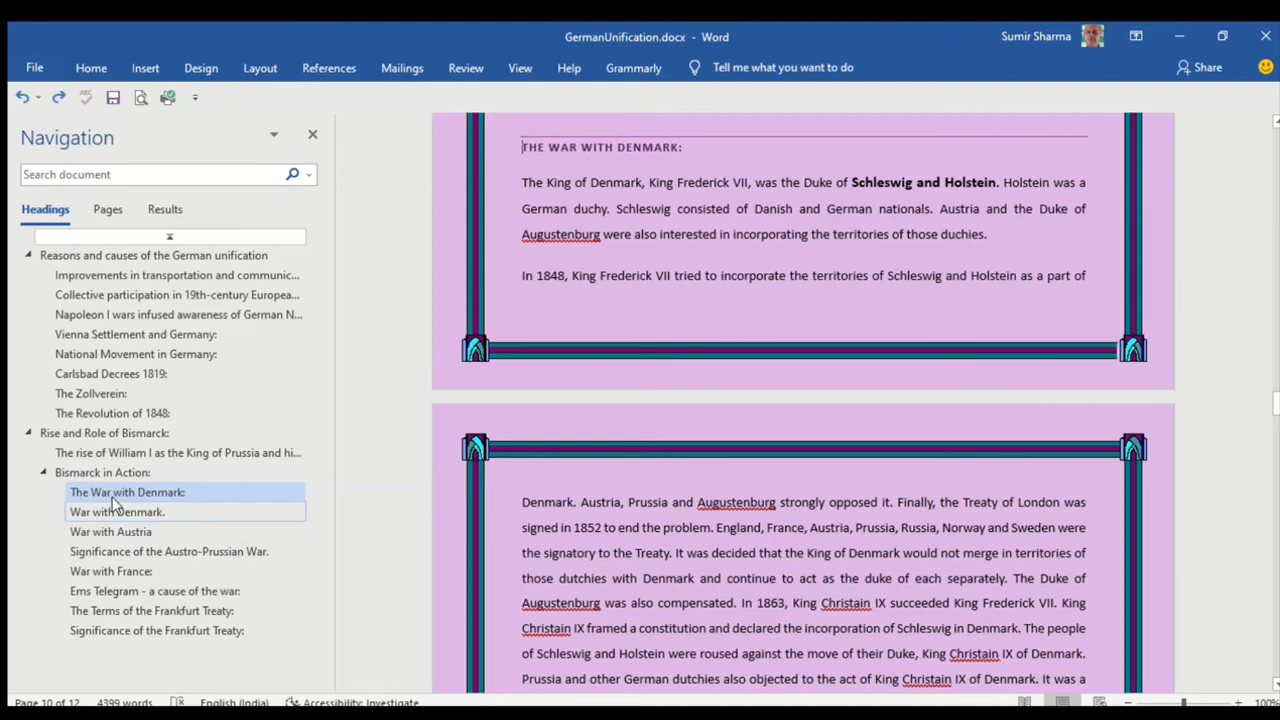 GermanUnification.docx - Word
Sumir Sharma
File Home Insert Design Layout References Mailings Review View Help Grammarly Tell me what you want to do Share
Navigation
Search document
Headings Pages Results
Reasons and causes of the German unification
Improvements in transportation and communic...
Collective participation in 19th-century Europea...
Napoleon I wars infused awareness of German N...
Vienna Settlement and Germany:
National Movement in Germany:
Carlsbad Decrees 1819:
The Zollverein:
The Revolution of 1848:
Rise and Role of Bismarck:
The rise of William I as the King of Prussia and hi...
Bismarck in Action:
The War with Denmark:
War with Denmark.
War with Austria
Significance of the Austro-Prussian War.
War with France:
Ems Telegram - a cause of the war:
The Terms of the Frankfurt Treaty:
Significance of the Frankfurt Treaty:
THE WAR WITH DENMARK:
The King of Denmark, King Frederick VII, was the Duke of Schleswig and Holstein. Holstein was a
German duchy. Schleswig consisted of Danish and German nationals. Austria and the Duke of
Augustenburg were also interested in incorporating the territories of those duchies.
In 1848, King Frederick VII tried to incorporate the territories of Schleswig and Holstein as a part of
Denmark. Austria, Prussia and Augustenburg strongly opposed it. Finally, the Treaty of London was
signed in 1852 to end the problem. England, France, Austria, Prussia, Russia, Norway and Sweden were
the signatory to the Treaty. It was decided that the King of Denmark would not merge in territories of
those dutchies with Denmark and continue to act as the duke of each separately. The Duke of
Augustenburg was also compensated. In 1863, King Christain IX succeeded King Frederick VII. King
Christain IX framed a constitution and declared the incorporation of Schleswig in Denmark. The people
of Schleswig and Holstein were roused against the move of their Duke, King Christain IX of Denmark.
Prussia and other German dutchies also objected to the act of King Christain IX of Denmark. It was a
Page 10 of 12 4399 words English (India) Accessibility: Investigate 100%